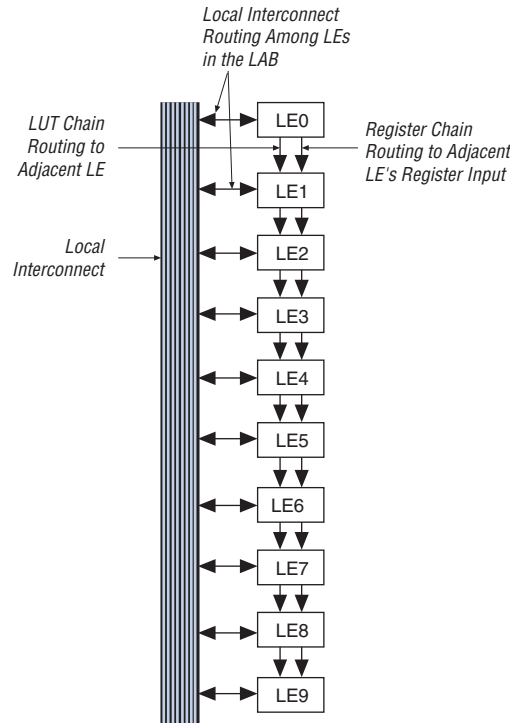 Local Interconnect
Routing Among LEs
in the LAB
LUT Chain
Routing to
Adjacent LE
Register Chain
Routing to Adjacent
LE's Register Input
Local
Interconnect
LE0
LE1
LE2
LE3
LE4
LE5
LE6
LE7
LE8
LE9